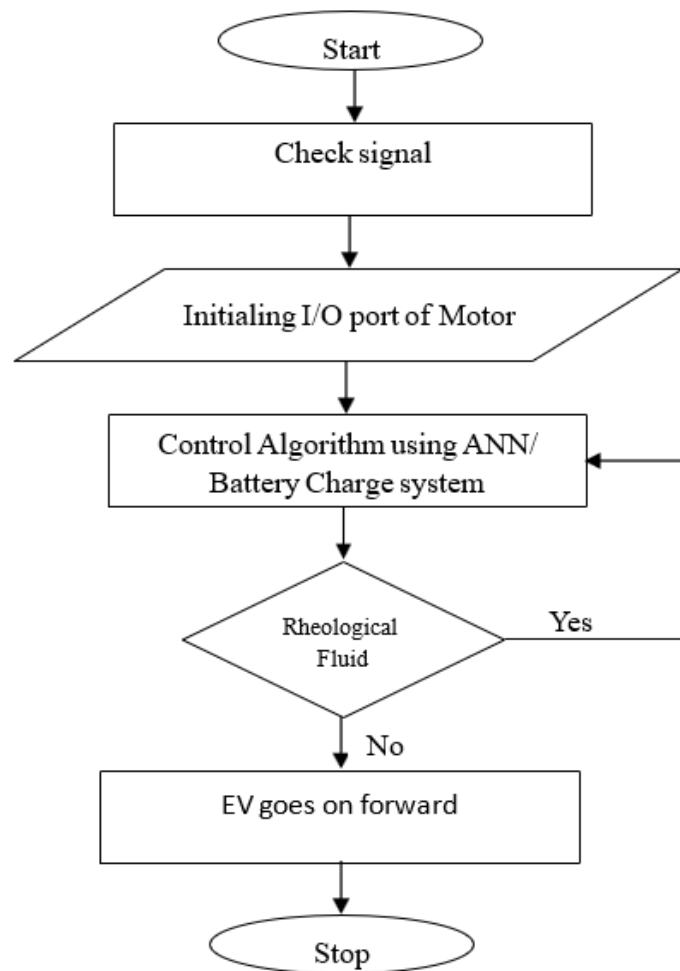 Start
Check signal
Initialing I/O port of Motor
Control Algorithm using ANN/
Battery Charge system
Rheological
Fluid
Yes
No
EV goes on forward
Stop